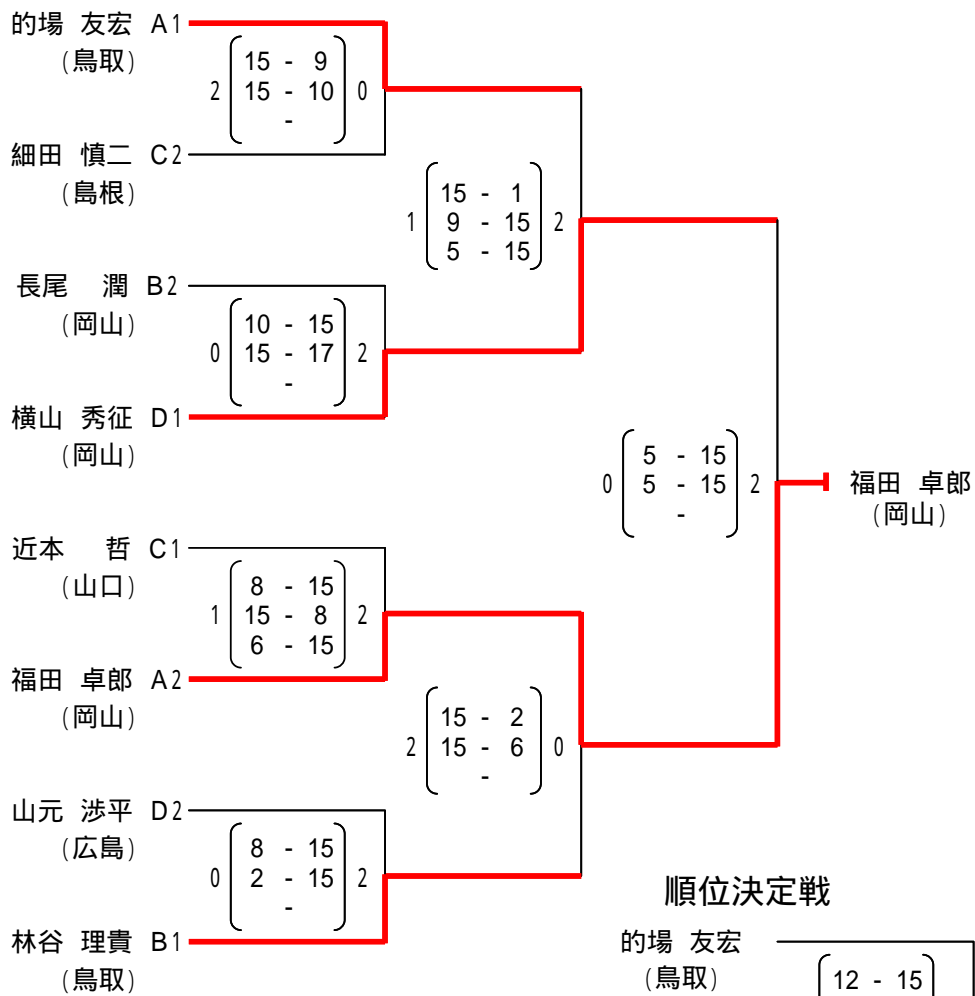 的場 友宏 A1
(鳥取)
15 - 9
2 15 - 10 0
-
細田 慎二 C2
(島根)
15 - 1
1 9 - 15 2
5 - 15
長尾 潤 B2
(岡山)
10 - 15
0 15 - 17 2
-
横山 秀征 D1
(岡山)
5 - 15
0 5 - 15 2
-
福田 卓郎
(岡山)
近本 哲 C1
(山口)
8 - 15
1 15 - 8 2
6 - 15
福田 卓郎 A2
(岡山)
15 - 2
2 15 - 6 0
-
山元 渉平 D2
(広島)
8 - 15
0 2 - 15 2
-
林谷 理貴 B1
(鳥取)
順位決定戦
的場 友宏
(鳥取)
12 - 15